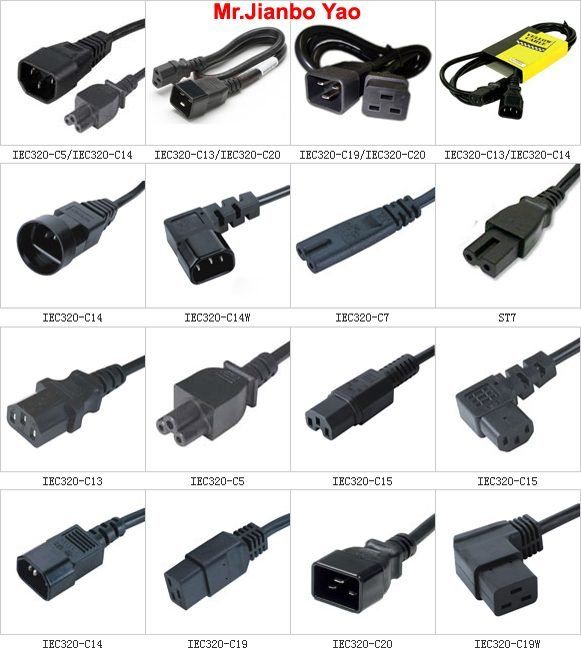 Mr.Jianbo Yao
YELLOW
CABLE
IEC320-C5/IEC320-C14
IEC320-C13/IEC320-C20
IEC320-C19/IEC320-C20
IEC320-C13/IEC320-C14
IEC320-C14
IEC320-C14W
IEC320-C7
ST7
IEC320-C13
IEC320-C5
IEC320-C15
IEC320-C15
IEC320-C14
IEC320-C19
IEC320-C20
IEC320-C19W